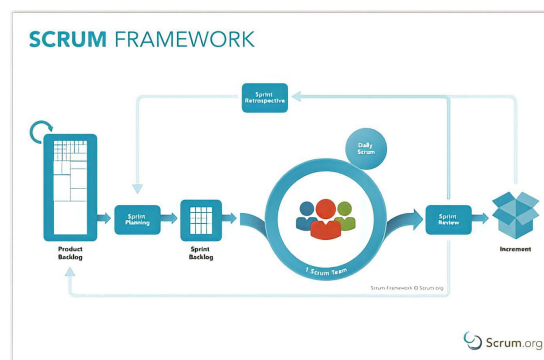 SCRUM FRAMEWORK
Sprint
Retrospective
Daily
Scrum
Sprint
Planning
Sprint
Review
Product
Backlog
Sprint
Backlog
1 Scrum Team
Increment
Scrum Framework © Scrum.org
Scrum.org